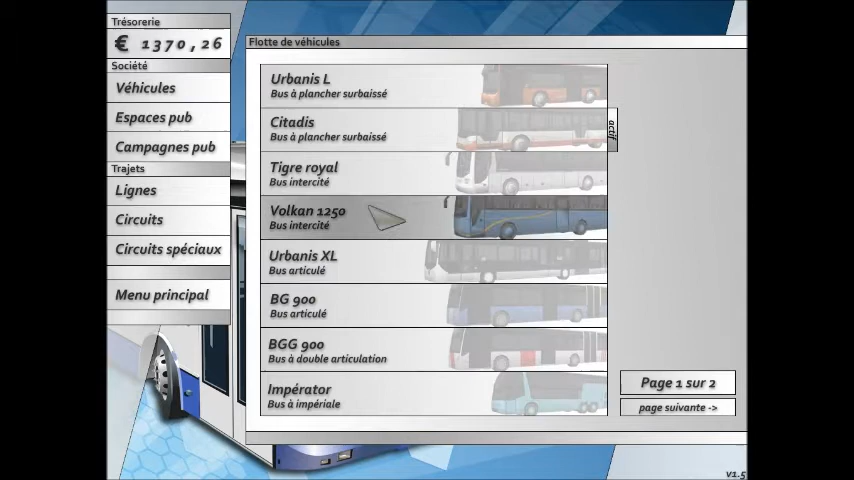 Trésorerie
€ 1370,26
Société
Véhicules
Espaces pub
Campagnes pub
Trajets
Lignes
Circuits
Circuits spéciaux
Menu principal
Flotte de véhicules
Urbanis L
Bus à plancher surbaissé
Citadis
Bus à plancher surbaissé
actif
Tigre royal
Bus intercité
Volkan 1250
Bus intercité
Urbanis XL
Bus articulé
BG 900
Bus articulé
BGG 900
Bus à double articulation
Impérator
Bus à impériale
Page 1 sur 2
page suivante ->
v1.5